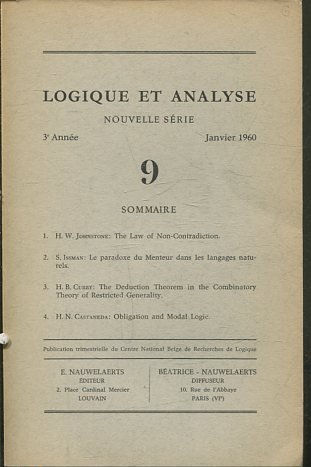 LOGIQUE ET ANALYSE
NOUVELLE SÉRIE
3e Année Janvier 1960
9
SOMMAIRE
1. H. W. Johnstone: The Law of Non-Contradiction.
2. S. Issman: Le paradoxe du Menteur dans les langages natu-
rels.
3. H. B. Curry: The Deduction Theorem in the Combinatory
Theory of Restricted Generality.
4. H. N. Castaneda: Obligation and Modal Logic.
Publication trimestrielle du Centre National Belge de Recherches de Logique
E. NAUWELAERTS
ÉDITEUR
2, Place Cardinal Mercier
LOUVAIN
BÉATRICE - NAUWELAERTS
DIFFUSEUR
10, Rue de l'Abbaye
PARIS (VIe)